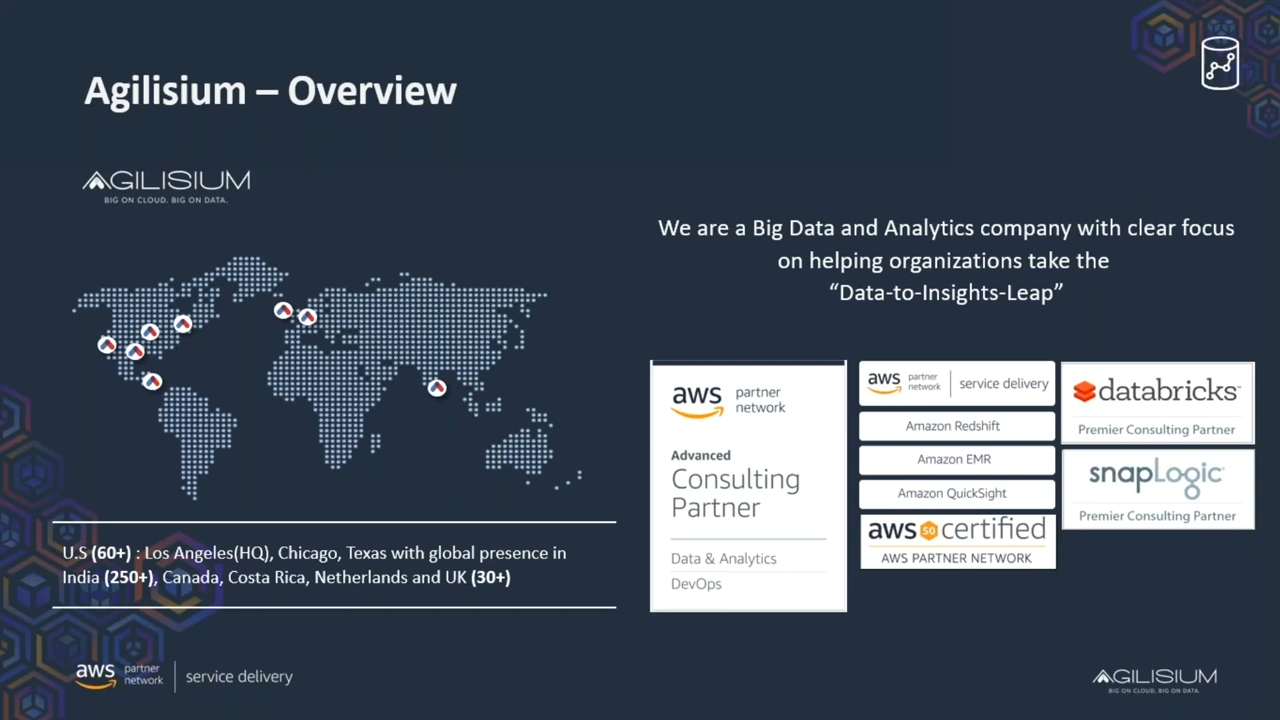 Agilisium – Overview
AGILISIUM
BIG ON CLOUD. BIG ON DATA.
We are a Big Data and Analytics company with clear focus
on helping organizations take the
“Data-to-Insights-Leap”
aws partner
network
Advanced
Consulting
Partner
Data & Analytics
DevOps
aws partner
network
service delivery
Amazon Redshift
Amazon EMR
Amazon QuickSight
aws 50 certified
AWS PARTNER NETWORK
databricks™
Premier Consulting Partner
snapLogic
Premier Consulting Partner
U.S (60+) : Los Angeles(HQ), Chicago, Texas with global presence in
India (250+), Canada, Costa Rica, Netherlands and UK (30+)
aws partner
network
service delivery
AGILISIUM
BIG ON CLOUD. BIG ON DATA.